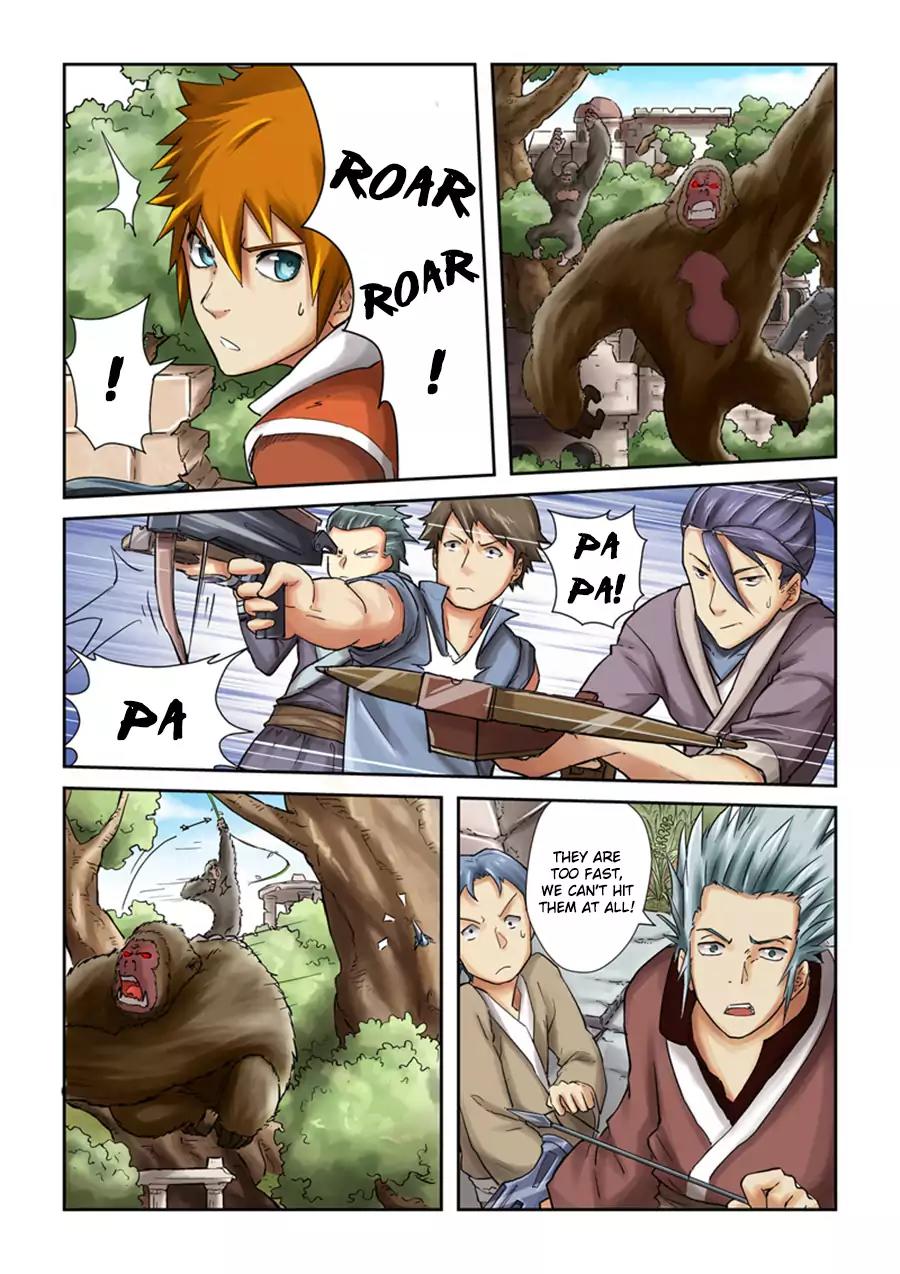 ROAR
ROAR
!
!
PA
PA!
PA
THEY ARE
TOO FAST,
WE CAN'T HIT
THEM AT ALL!